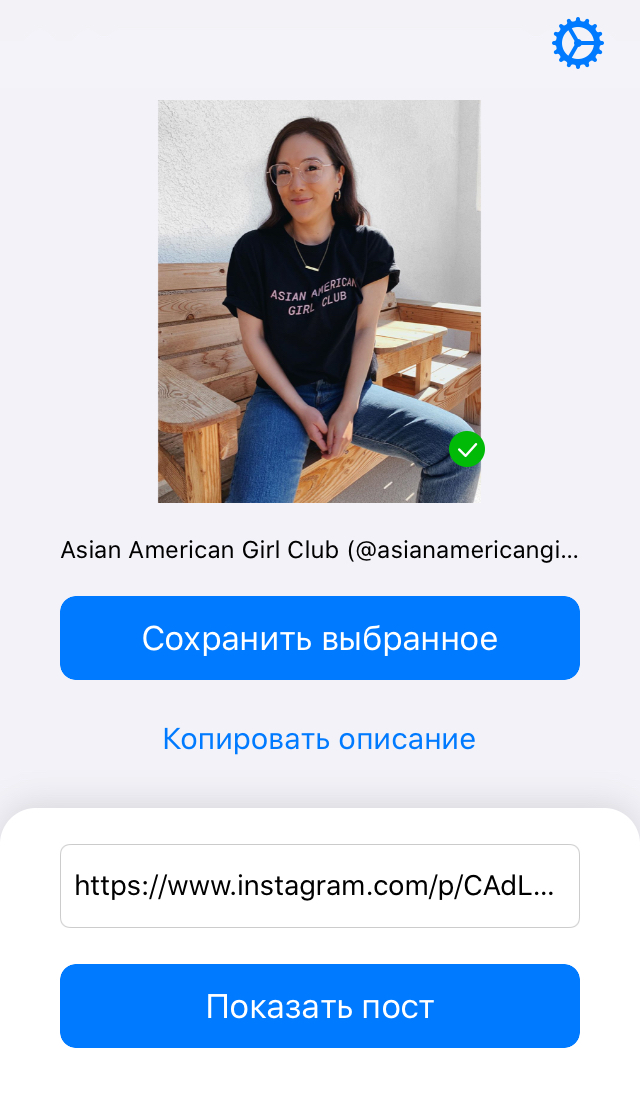 ASIAN AMERICAN
GIRL CLUB
Asian American Girl Club (@asianamericangi...
Сохранить выбранное
Копировать описание
https://www.instagram.com/p/CAdL...
Показать пост